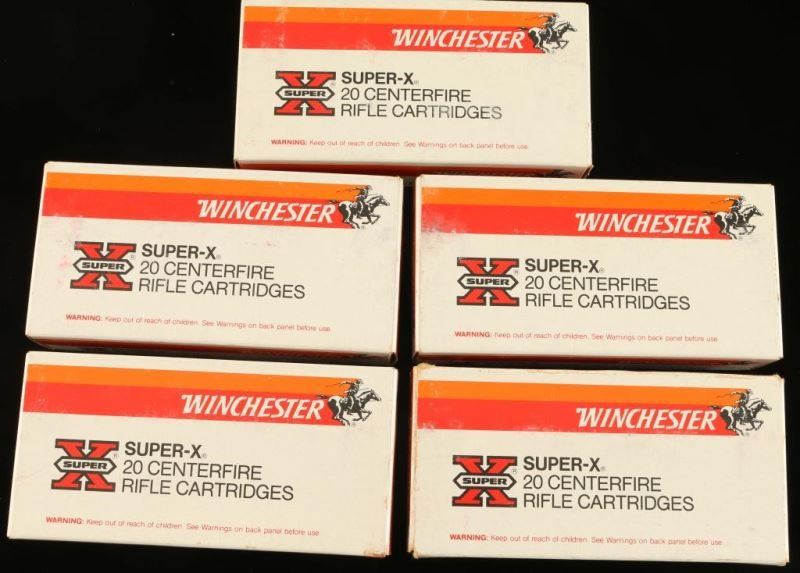 WINCHESTER
SUPER
SUPER-X®
20 CENTERFIRE
RIFLE CARTRIDGES
WARNING: Keep out of reach of children. See Warnings on back panel before use.
WINCHESTER
SUPER
®
SUPER-X®
20 CENTERFIRE
RIFLE CARTRIDGES
WARNING: Keep out of reach of children. See Warnings on back panel before use.
WINCHESTER
SUPER
®
SUPER-X®
20 CENTERFIRE
RIFLE CARTRIDGES
WARNING: Keep out of reach of children. See Warnings on back panel before use.
WINCHESTER
SUPER
®
SUPER-X®
20 CENTERFIRE
RIFLE CARTRIDGES
WARNING: Keep out of reach of children. See Warnings on back panel before use.
WINCHESTER
SUPER
®
SUPER-X®
20 CENTERFIRE
RIFLE CARTRIDGES
WARNING: Keep out of reach of children. See Warnings on back panel before use.